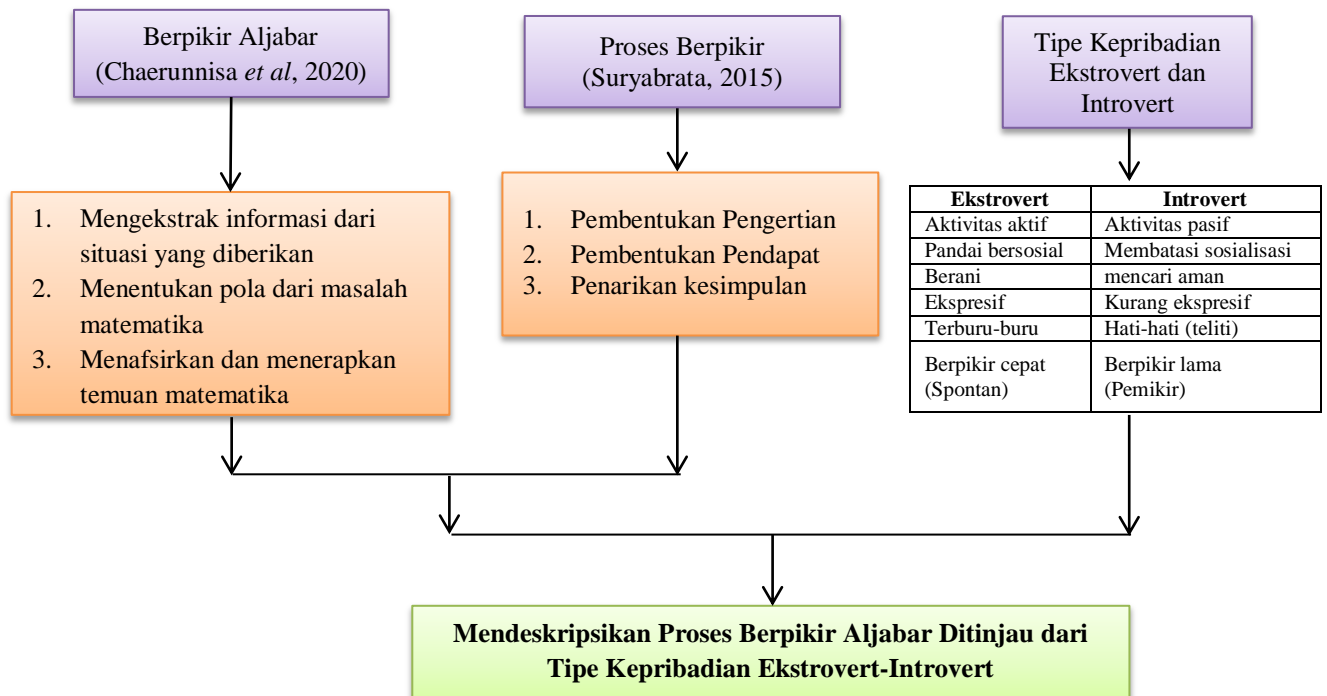 Berpikir Aljabar
(Chaerunnisa et al, 2020)
Proses Berpikir
(Suryabrata, 2015)
Tipe Kepribadian
Ekstrovert dan
Introvert
1. Mengekstrak informasi dari
situasi yang diberikan
2. Menentukan pola dari masalah
matematika
3. Menafsirkan dan menerapkan
temuan matematika
1. Pembentukan Pengertian
2. Pembentukan Pendapat
3. Penarikan kesimpulan
Ekstrovert Introvert
Aktivitas aktif Aktivitas pasif
Pandai bersosial Membatasi sosialisasi
Berani mencari aman
Ekspresif Kurang ekspresif
Terburu-buru Hati-hati (teliti)
Berpikir cepat Berpikir lama
(Spontan) (Pemikir)
Mendeskripsikan Proses Berpikir Aljabar Ditinjau dari
Tipe Kepribadian Ekstrovert-Introvert